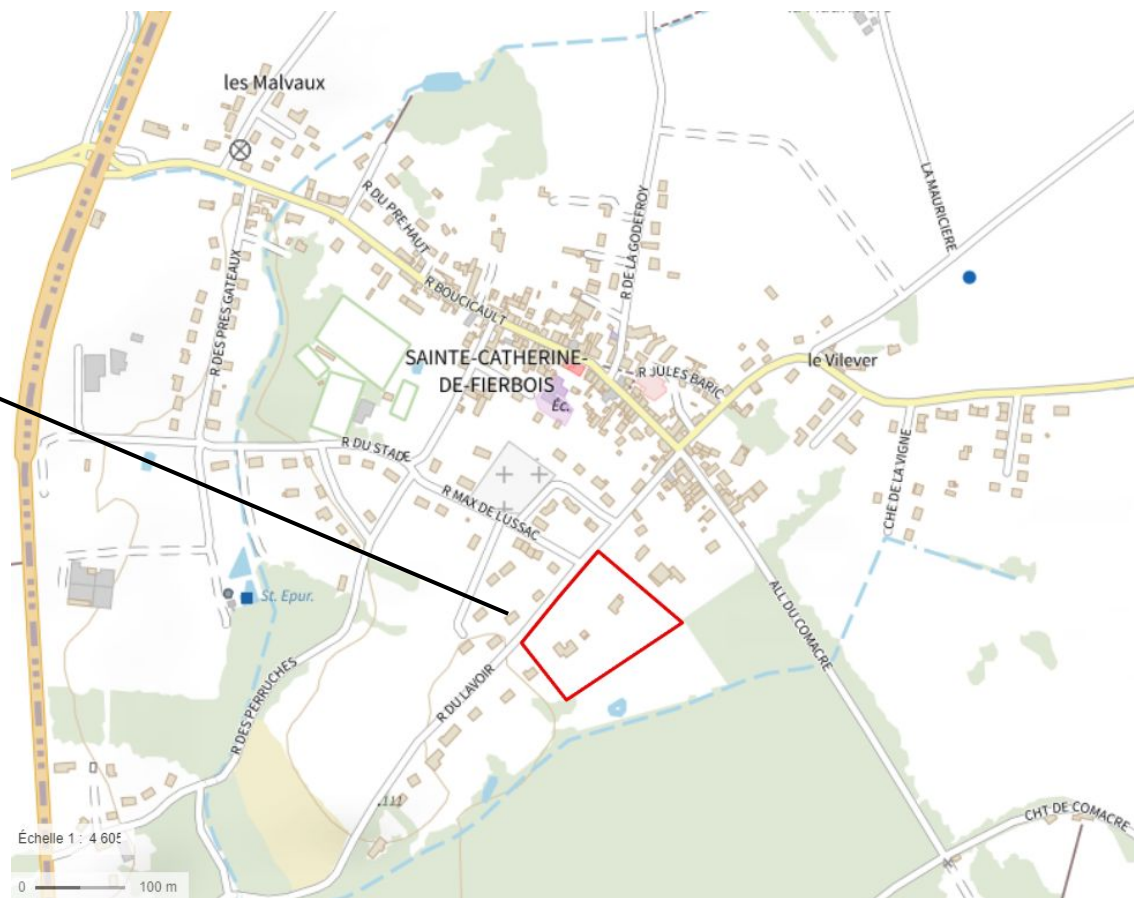 les Malvaux
R DU PRE HAUT
R DE LA GODEFROY
LA MAURICIERE
R DES PRES GATEAUX
R BOUCICAULT
SAINTE-CATHERINE-
DE-FIERBOIS
Éc.
R JULES BARIC
le Vilever
R DU STADE
R MAX DE LUSSAC
CHE DE LA VIGNE
St. Epur.
ALL DU COMACRE
R DES PERRUCHES
R DU LAVOIR
111
CHT DE COMACRE
Échelle 1 : 4 605
0
100 m